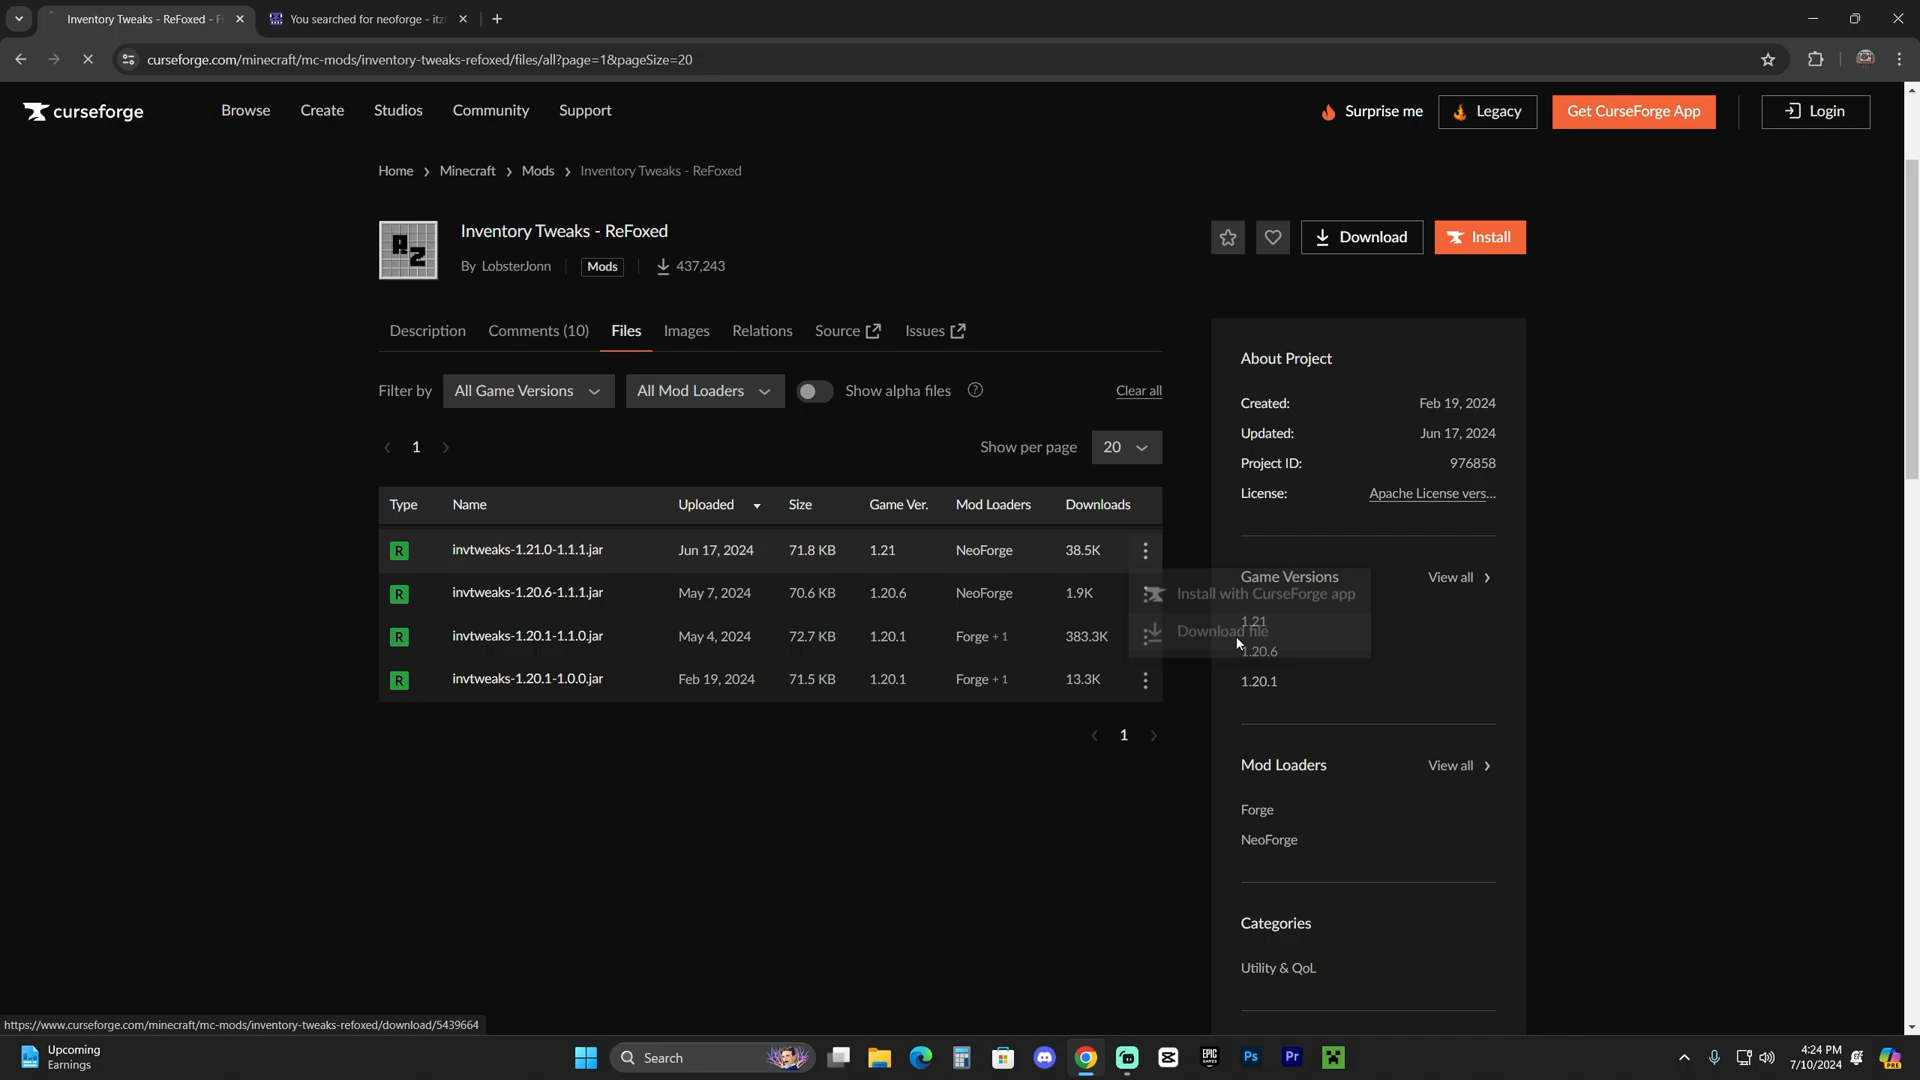 Inventory Tweaks - ReFoxed - F
You searched for neoforge - itz
curseforge.com/minecraft/mc-mods/inventory-tweaks-refoxed/files/all?page=1&pageSize=20
curseforge
Browse
Create
Studios
Community
Support
Surprise me
Legacy
Get CurseForge App
Login
Home > Minecraft > Mods > Inventory Tweaks - ReFoxed
Inventory Tweaks - ReFoxed
By LobsterJonn
Mods
437,243
Download
Install
Description
Comments (10)
Files
Images
Relations
Source
Issues
Filter by
All Game Versions
All Mod Loaders
Show alpha files
Clear all
1
Show per page
20
Type Name Uploaded Size Game Ver. Mod Loaders Downloads
R invtweaks-1.21.0-1.1.1.jar Jun 17, 2024 71.8 KB 1.21 NeoForge 38.5K
R invtweaks-1.20.6-1.1.1.jar May 7, 2024 70.6 KB 1.20.6 NeoForge 1.9K
R invtweaks-1.20.1-1.1.0.jar May 4, 2024 72.7 KB 1.20.1 Forge + 1 383.3K
R invtweaks-1.20.1-1.0.0.jar Feb 19, 2024 71.5 KB 1.20.1 Forge + 1 13.3K
1
Install with CurseForge app
Download file
About Project
Created: Feb 19, 2024
Updated: Jun 17, 2024
Project ID: 976858
License: Apache License vers...
Game Versions
View all
1.21
1.20.6
1.20.1
Mod Loaders
View all
Forge
NeoForge
Categories
Utility & QoL
https://www.curseforge.com/minecraft/mc-mods/inventory-tweaks-refoxed/download/5439664
Upcoming
Earnings
Search
EPIC
GAMES
Ps
Pr
4:24 PM
7/10/2024
PRE